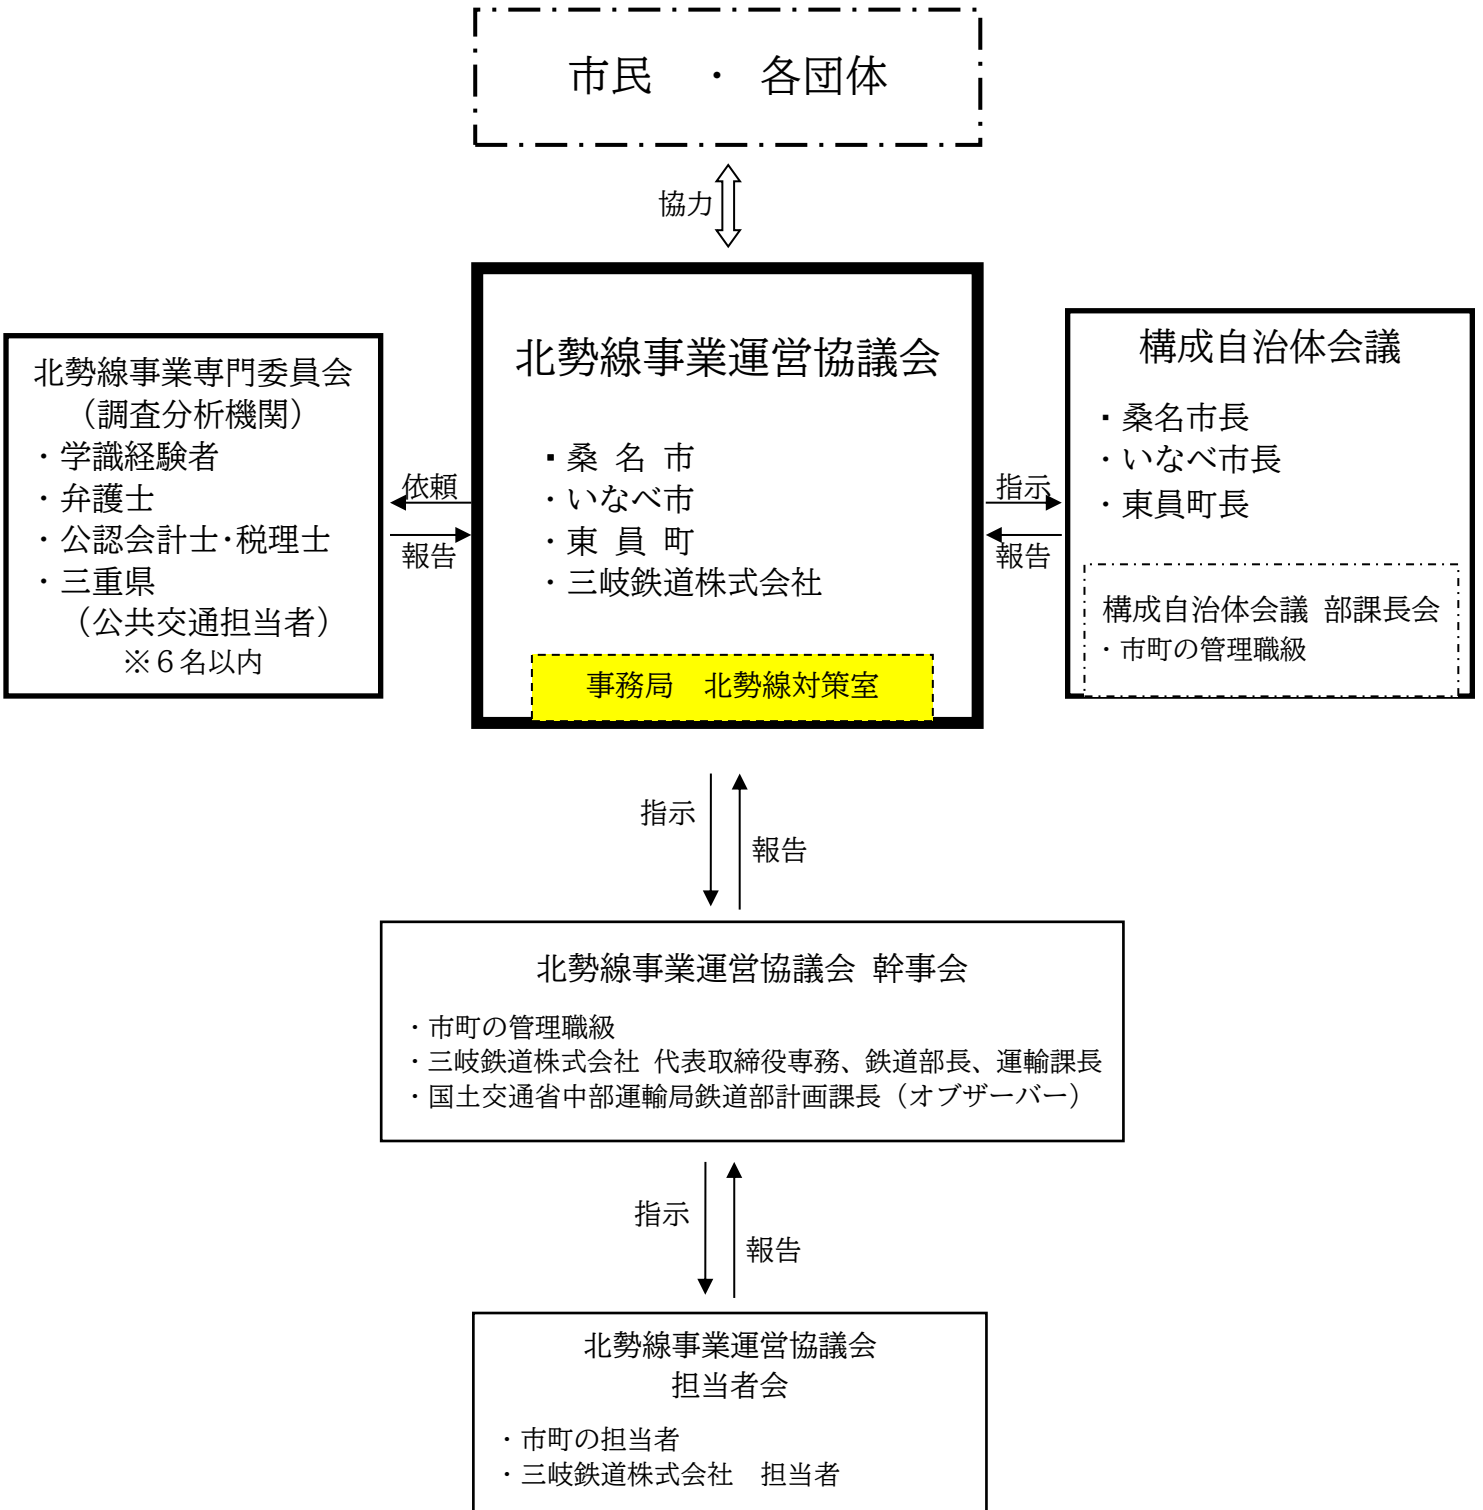 市民　・ 各団体
協力
北勢線事業専門委員会
（調査分析機関）
・学識経験者
・弁護士
・公認会計士・税理士
・三重県
（公共交通担当者）
※６名以内
依頼
報告
北勢線事業運営協議会
・桑 名 市
・いなべ市
・東 員 町
・三岐鉄道株式会社
事務局　北勢線対策室
指示
報告
構成自治体会議
・桑名市長
・いなべ市長
・東員町長
構成自治体会議 部課長会
・市町の管理職級
指示
報告
北勢線事業運営協議会 幹事会
・市町の管理職級
・三岐鉄道株式会社 代表取締役専務、鉄道部長、運輸課長
・国土交通省中部運輸局鉄道部計画課長（オブザーバー）
指示
報告
北勢線事業運営協議会
担当者会
・市町の担当者
・三岐鉄道株式会社　担当者